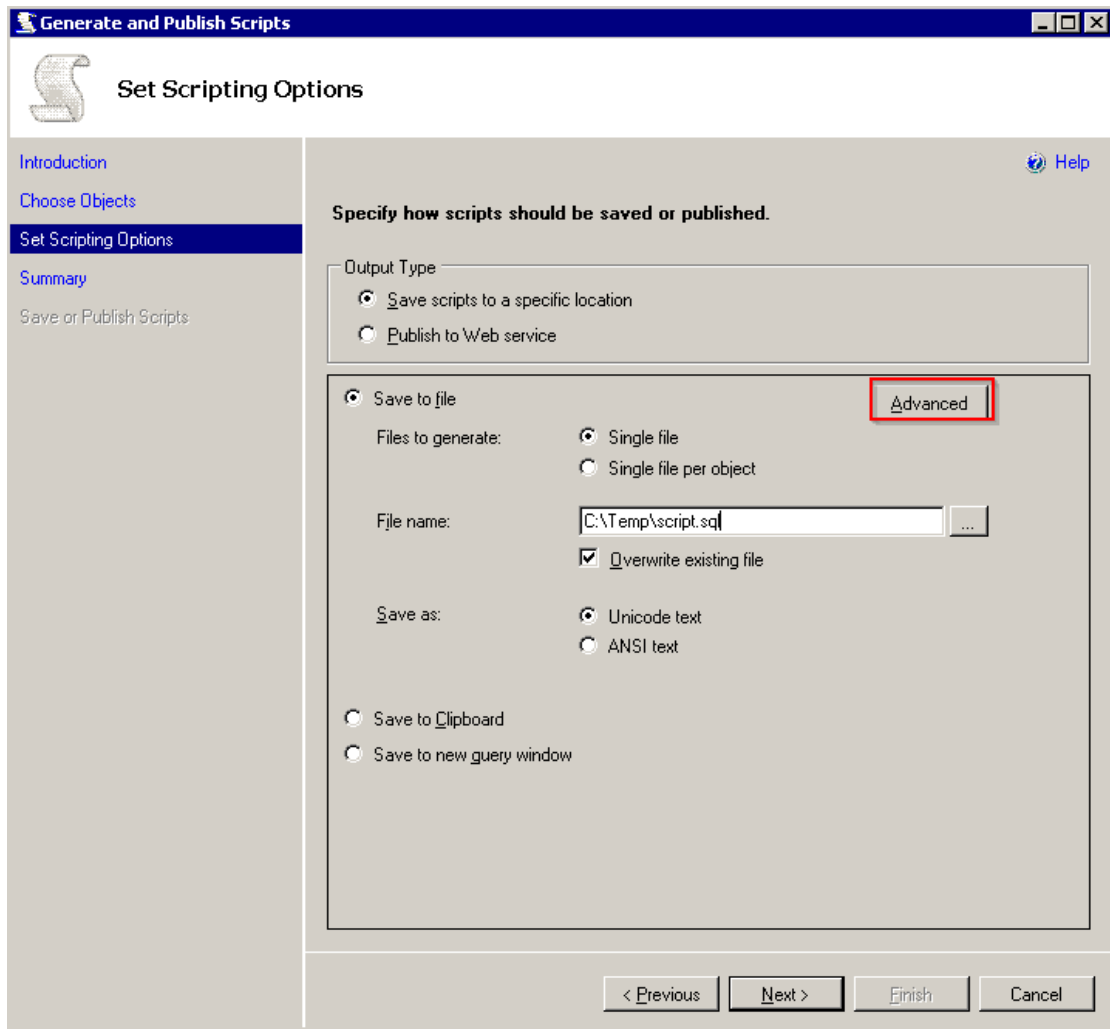 Generate and Publish Scripts
Set Scripting Options
Introduction
Choose Objects
Set Scripting Options
Summary
Save or Publish Scripts
Help
Specify how scripts should be saved or published.
Output Type
Save scripts to a specific location
Publish to Web service
Save to file
Advanced
Files to generate:
Single file
Single file per object
File name:
C:\Temp\script.sql
...
Overwrite existing file
Save as:
Unicode text
ANSI text
Save to Clipboard
Save to new query window
< Previous
Next >
Finish
Cancel